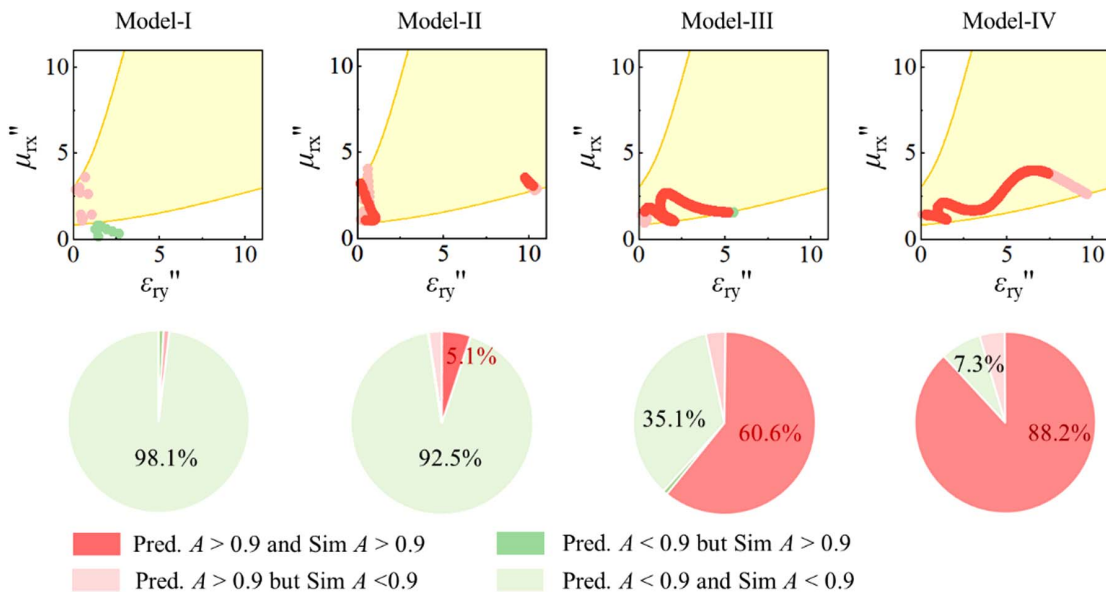 Model-I
Model-II
Model-III
Model-IV
10
5
0
0
5
10
μrx"
εry"
10
5
0
0
5
10
μrx"
εry"
10
5
0
0
5
10
μrx"
εry"
10
5
0
0
5
10
μrx"
εry"
98.1%
5.1%
92.5%
35.1%
60.6%
7.3%
88.2%
Pred. A > 0.9 and Sim A > 0.9
Pred. A < 0.9 but Sim A > 0.9
Pred. A > 0.9 but Sim A <0.9
Pred. A < 0.9 and Sim A < 0.9